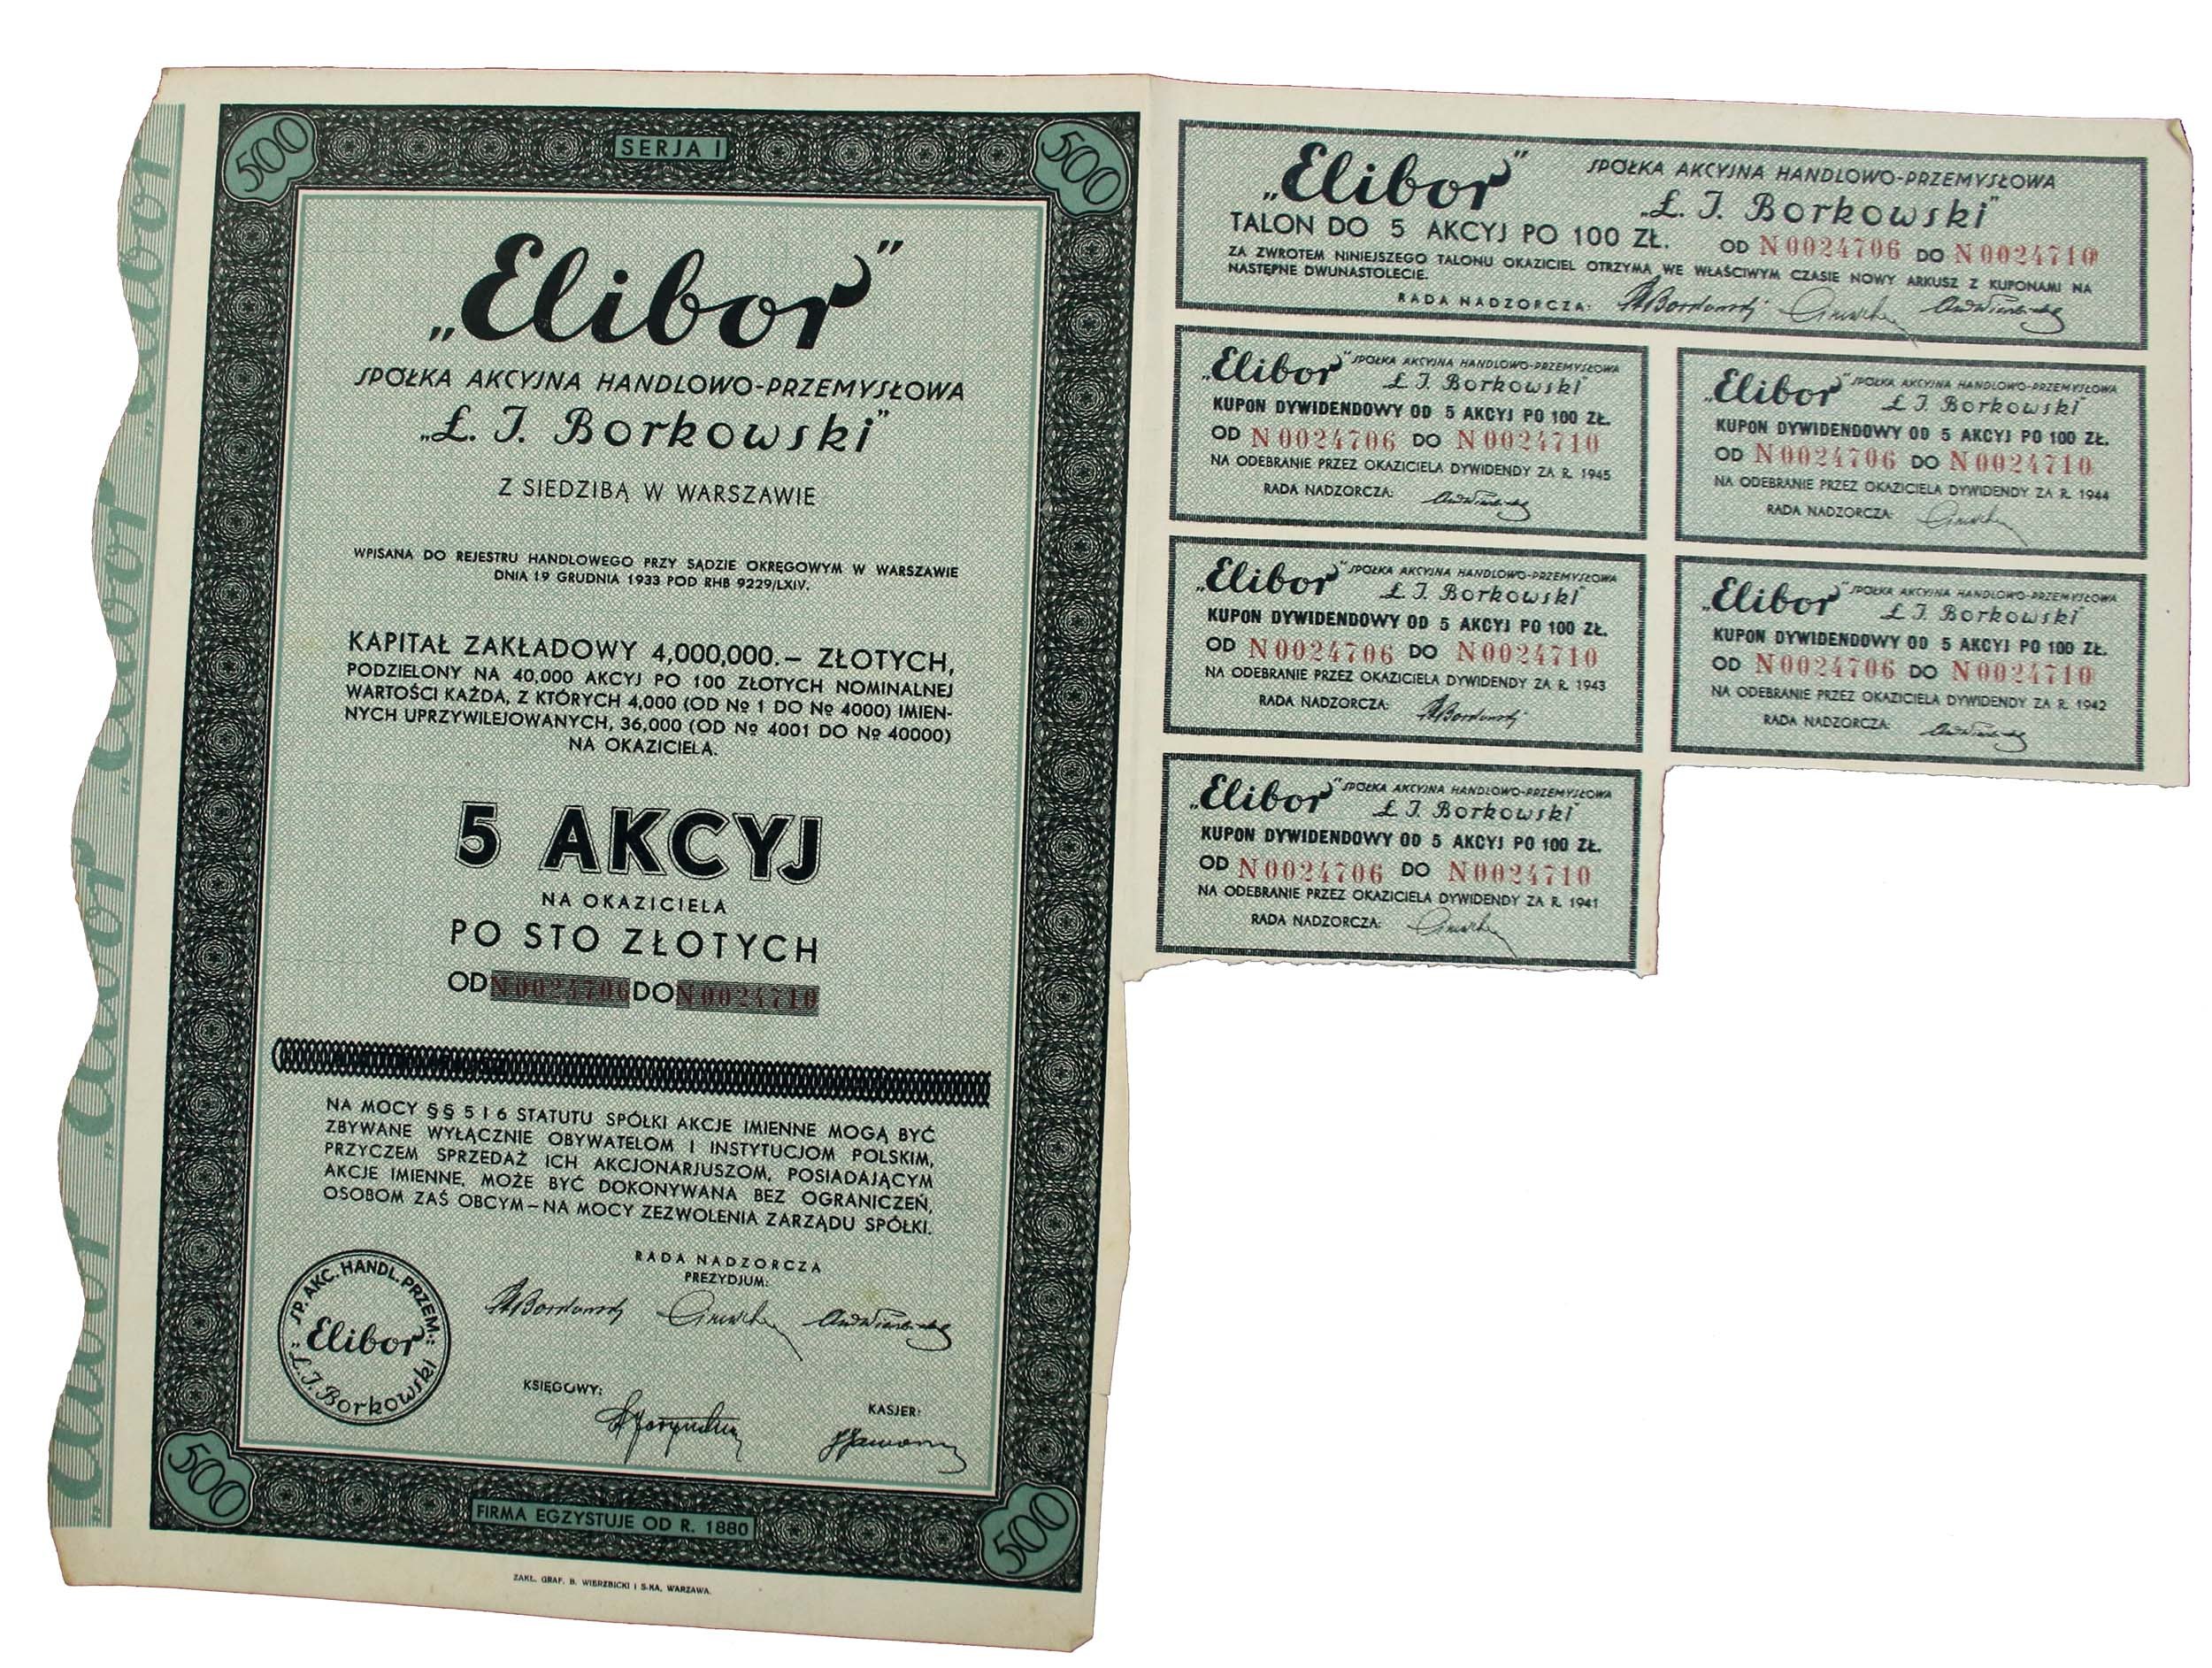 500
SERJA I
500
„Elibor”
SPÓŁKA AKCYJNA HANDLOWO-PRZEMYSŁOWA
„Ł. J. Borkowski”
Z SIEDZIBĄ W WARSZAWIE
WPISANA DO REJESTRU HANDLOWEGO PRZY SĄDZIE OKRĘGOWYM W WARSZAWIE
DNIA 19 GRUDNIA 1933 POD RHB 9229/LXIV.
KAPITAŁ ZAKŁADOWY 4,000,000.— ZŁOTYCH,
PODZIELONY NA 40,000 AKCYJ PO 100 ZŁOTYCH NOMINALNEJ
WARTOŚCI KAŻDA, Z KTÓRYCH 4,000 (OD № 1 DO № 4000) IMIEN-
NYCH UPRZYWILEJOWANYCH, 36,000 (OD № 4001 DO № 40000)
NA OKAZICIELA.
5 AKCYJ
NA OKAZICIELA
PO STO ZŁOTYCH
OD N 0024706 DO N 0024710
NA MOCY §§ 5 I 6 STATUTU SPÓŁKI AKCJE IMIENNE MOGĄ BYĆ
ZBYWANE WYŁĄCZNIE OBYWATELOM I INSTYTUCJOM POLSKIM,
PRZYCZEM SPRZEDAŻ ICH AKCJONARJUSZOM, POSIADAJĄCYM
AKCJE IMIENNE, MOŻE BYĆ DOKONYWANA BEZ OGRANICZEŃ,
OSOBOM ZAŚ OBCYM — NA MOCY ZEZWOLENIA ZARZĄDU SPÓŁKI.
RADA NADZORCZA
PREZYDJUM:
SP. AKC. HANDL. PRZEM.
Elibor
Ł. J. Borkowski
KSIĘGOWY:
KASJER:
500
FIRMA EGZYSTUJE OD R. 1880
500
ZAKŁ. GRAF. B. WIERZBICKI I S-KA, WARZAWA.
„Elibor”
SPÓŁKA AKCYJNA HANDLOWO-PRZEMYSŁOWA
„Ł. J. Borkowski”
TALON DO 5 AKCYJ PO 100 ZŁ. OD N 0024706 DO N 0024710
ZA ZWROTEM NINIEJSZEGO TALONU OKAZICIEL OTRZYMA WE WŁAŚCIWYM CZASIE NOWY ARKUSZ Z KUPONAMI NA
NASTĘPNE DWUNASTOLECIE.
RADA NADZORCZA:
„Elibor” SPÓŁKA AKCYJNA HANDLOWO-PRZEMYSŁOWA
Ł. J. Borkowski”
KUPON DYWIDENDOWY OD 5 AKCYJ PO 100 ZŁ.
OD N 0024706 DO N 0024710
NA ODEBRANIE PRZEZ OKAZICIELA DYWIDENDY ZA R. 1945
RADA NADZORCZA:
„Elibor” SPÓŁKA AKCYJNA HANDLOWO-PRZEMYSŁOWA
Ł. J. Borkowski”
KUPON DYWIDENDOWY OD 5 AKCYJ PO 100 ZŁ.
OD N 0024706 DO N 0024710
NA ODEBRANIE PRZEZ OKAZICIELA DYWIDENDY ZA R. 1944
RADA NADZORCZA:
„Elibor” SPÓŁKA AKCYJNA HANDLOWO-PRZEMYSŁOWA
Ł. J. Borkowski”
KUPON DYWIDENDOWY OD 5 AKCYJ PO 100 ZŁ.
OD N 0024706 DO N 0024710
NA ODEBRANIE PRZEZ OKAZICIELA DYWIDENDY ZA R. 1943
RADA NADZORCZA:
„Elibor” SPÓŁKA AKCYJNA HANDLOWO-PRZEMYSŁOWA
Ł. J. Borkowski”
KUPON DYWIDENDOWY OD 5 AKCYJ PO 100 ZŁ.
OD N 0024706 DO N 0024710
NA ODEBRANIE PRZEZ OKAZICIELA DYWIDENDY ZA R. 1942
RADA NADZORCZA:
„Elibor” SPÓŁKA AKCYJNA HANDLOWO-PRZEMYSŁOWA
Ł. J. Borkowski”
KUPON DYWIDENDOWY OD 5 AKCYJ PO 100 ZŁ.
OD N 0024706 DO N 0024710
NA ODEBRANIE PRZEZ OKAZICIELA DYWIDENDY ZA R. 1941
RADA NADZORCZA: